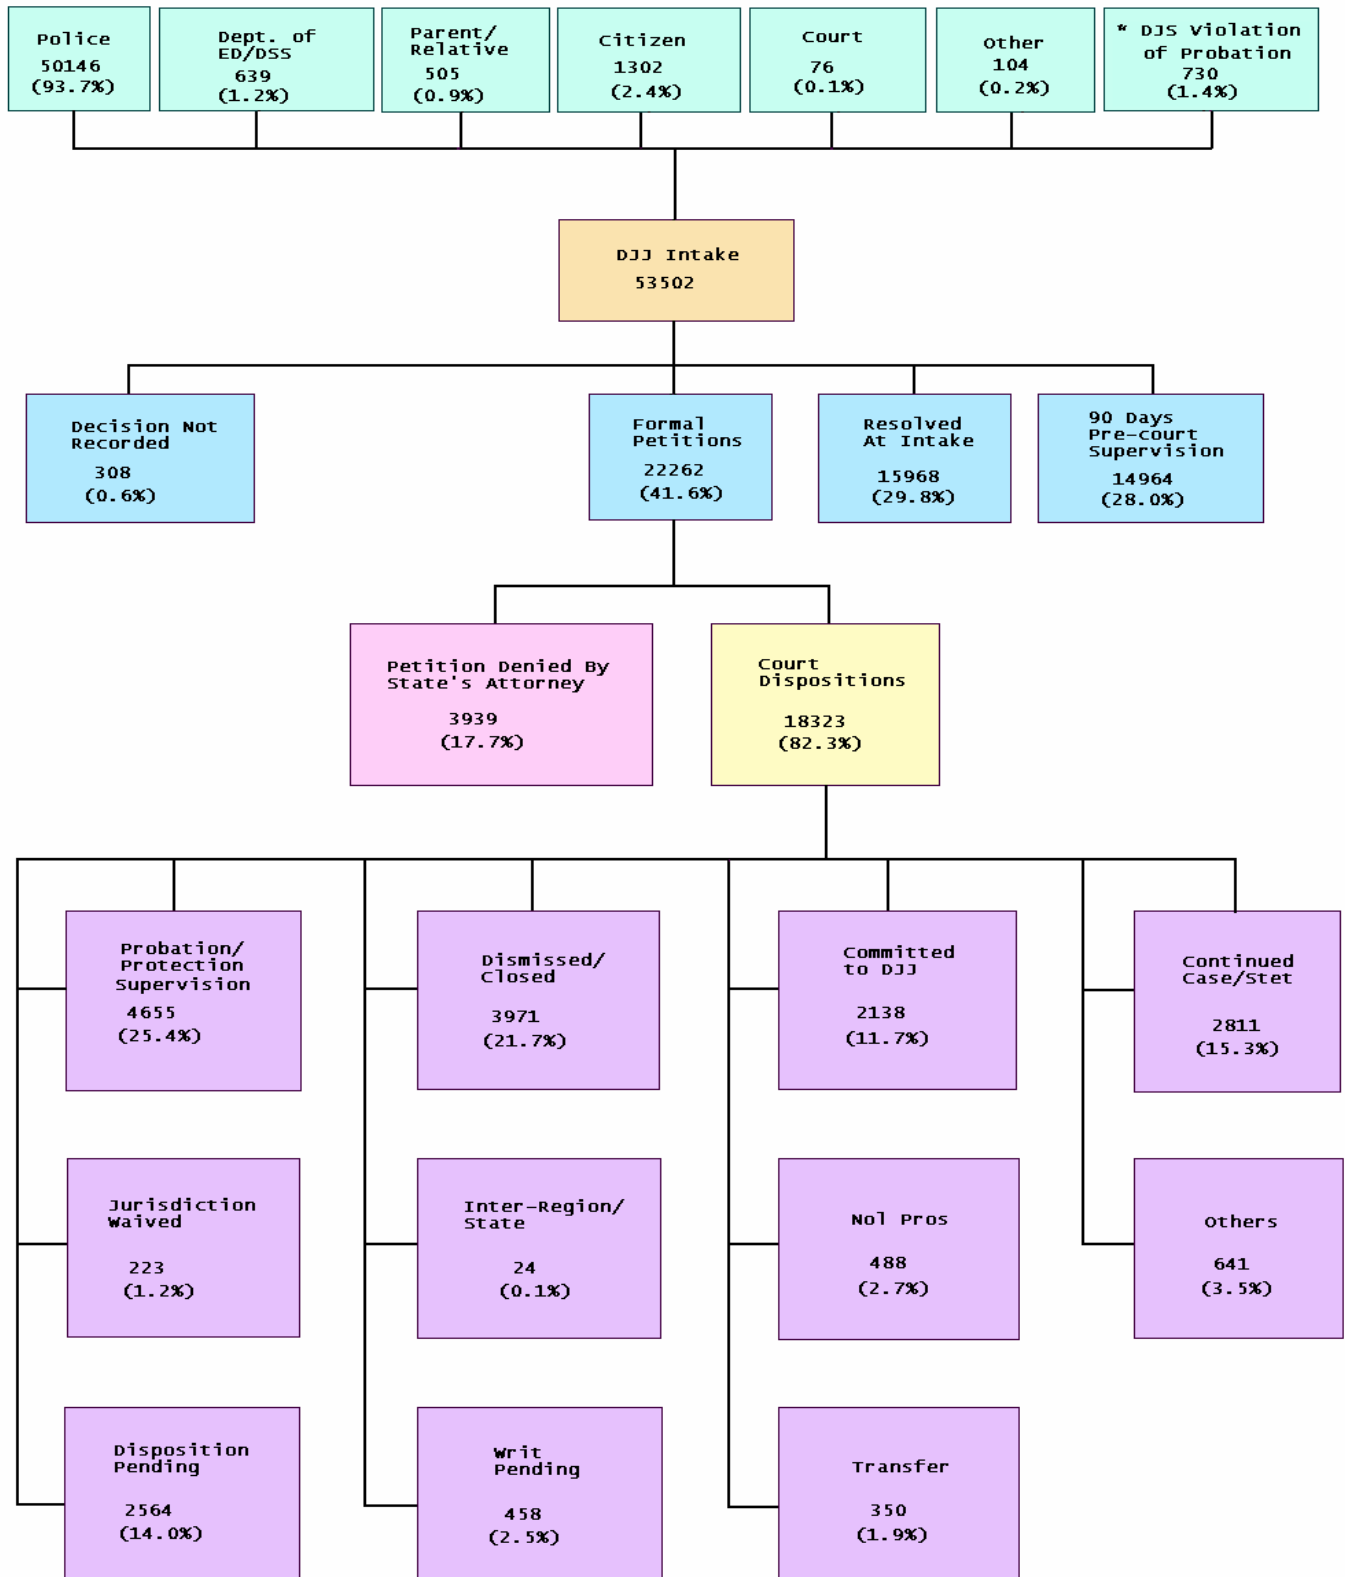 Police
50146
(93.7%)
Dept. of
ED/DSS
639
(1.2%)
Parent/
Relative
505
(0.9%)
Citizen
1302
(2.4%)
Court
76
(0.1%)
Other
104
(0.2%)
* DJS Violation
of Probation
730
(1.4%)
DJJ Intake
53502
Decision Not
Recorded
308
(0.6%)
Formal
Petitions
22262
(41.6%)
Resolved
At Intake
15968
(29.8%)
90 Days
Pre-court
Supervision
14964
(28.0%)
Petition Denied By
State's Attorney
3939
(17.7%)
Court
Dispositions
18323
(82.3%)
Probation/
Protection
Supervision
4655
(25.4%)
Dismissed/
Closed
3971
(21.7%)
Committed
to DJJ
2138
(11.7%)
Continued
Case/Stet
2811
(15.3%)
Jurisdiction
Waived
223
(1.2%)
Inter-Region/
State
24
(0.1%)
Nol Pros
488
(2.7%)
Others
641
(3.5%)
Disposition
Pending
2564
(14.0%)
Writ
Pending
458
(2.5%)
Transfer
350
(1.9%)